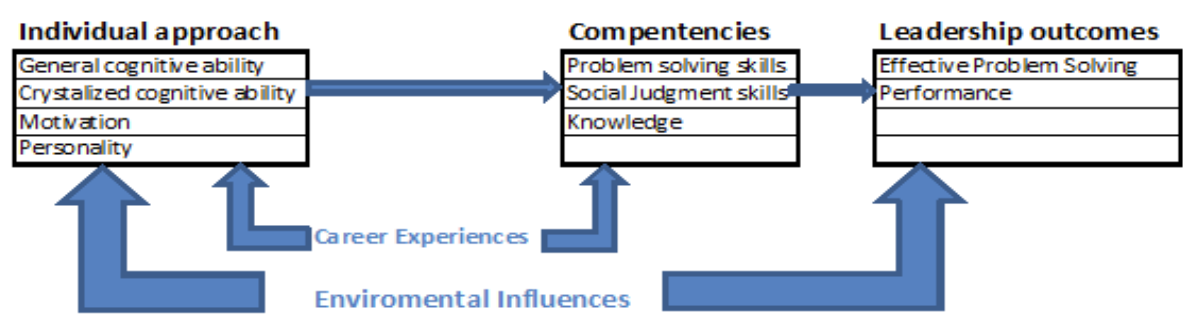 Individual approach
General cognitive ability
Crystalized cognitive ability
Motivation
Personality
Compentencies
Problem solving skills
Social Judgment skills
Knowledge
Leadership outcomes
Effective Problem Solving
Performance
Career Experiences
Enviromental Influences